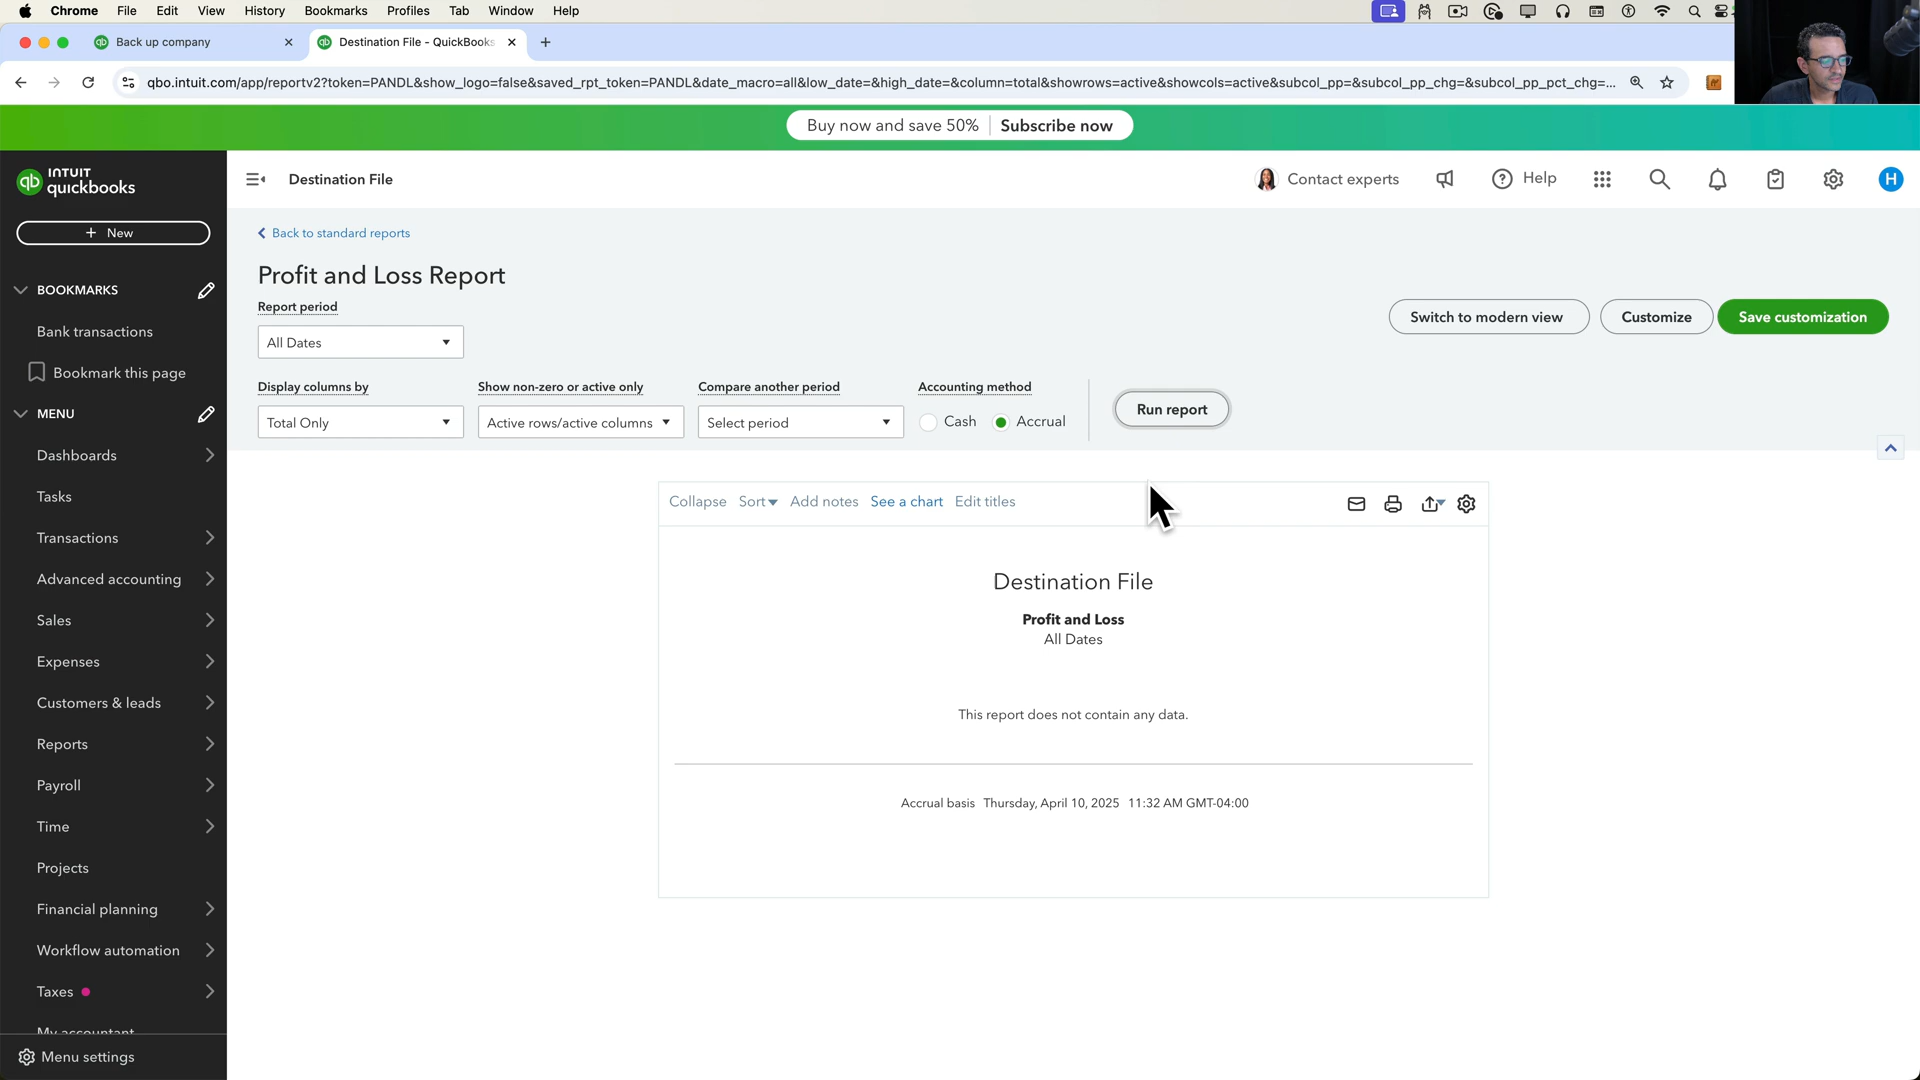 Chrome File Edit View History Bookmarks Profiles Tab Window Help
Back up company
Destination File - QuickBooks
qbo.intuit.com/app/reportv2?token=PANDL&show_logo=false&saved_rpt_token=PANDL&date_macro=all&low_date=&high_date=&column=total&showrows=active&showcols=active&subcol_pp=&subcol_pp_chg=&subcol_pp_pct_chg=...
Buy now and save 50% Subscribe now
INTUIT
quickbooks
qb
Destination File
Contact experts
Help
H
+ New
BOOKMARKS
Bank transactions
Bookmark this page
MENU
Dashboards
Tasks
Transactions
Advanced accounting
Sales
Expenses
Customers & leads
Reports
Payroll
Time
Projects
Financial planning
Workflow automation
Taxes
My accountant
Menu settings
Back to standard reports
Profit and Loss Report
Report period
All Dates
Switch to modern view
Customize
Save customization
Display columns by
Total Only
Show non-zero or active only
Active rows/active columns
Compare another period
Select period
Accounting method
Cash Accrual
Run report
Collapse Sort Add notes See a chart Edit titles
Destination File
Profit and Loss
All Dates
This report does not contain any data.
Accrual basis Thursday, April 10, 2025 11:32 AM GMT-04:00